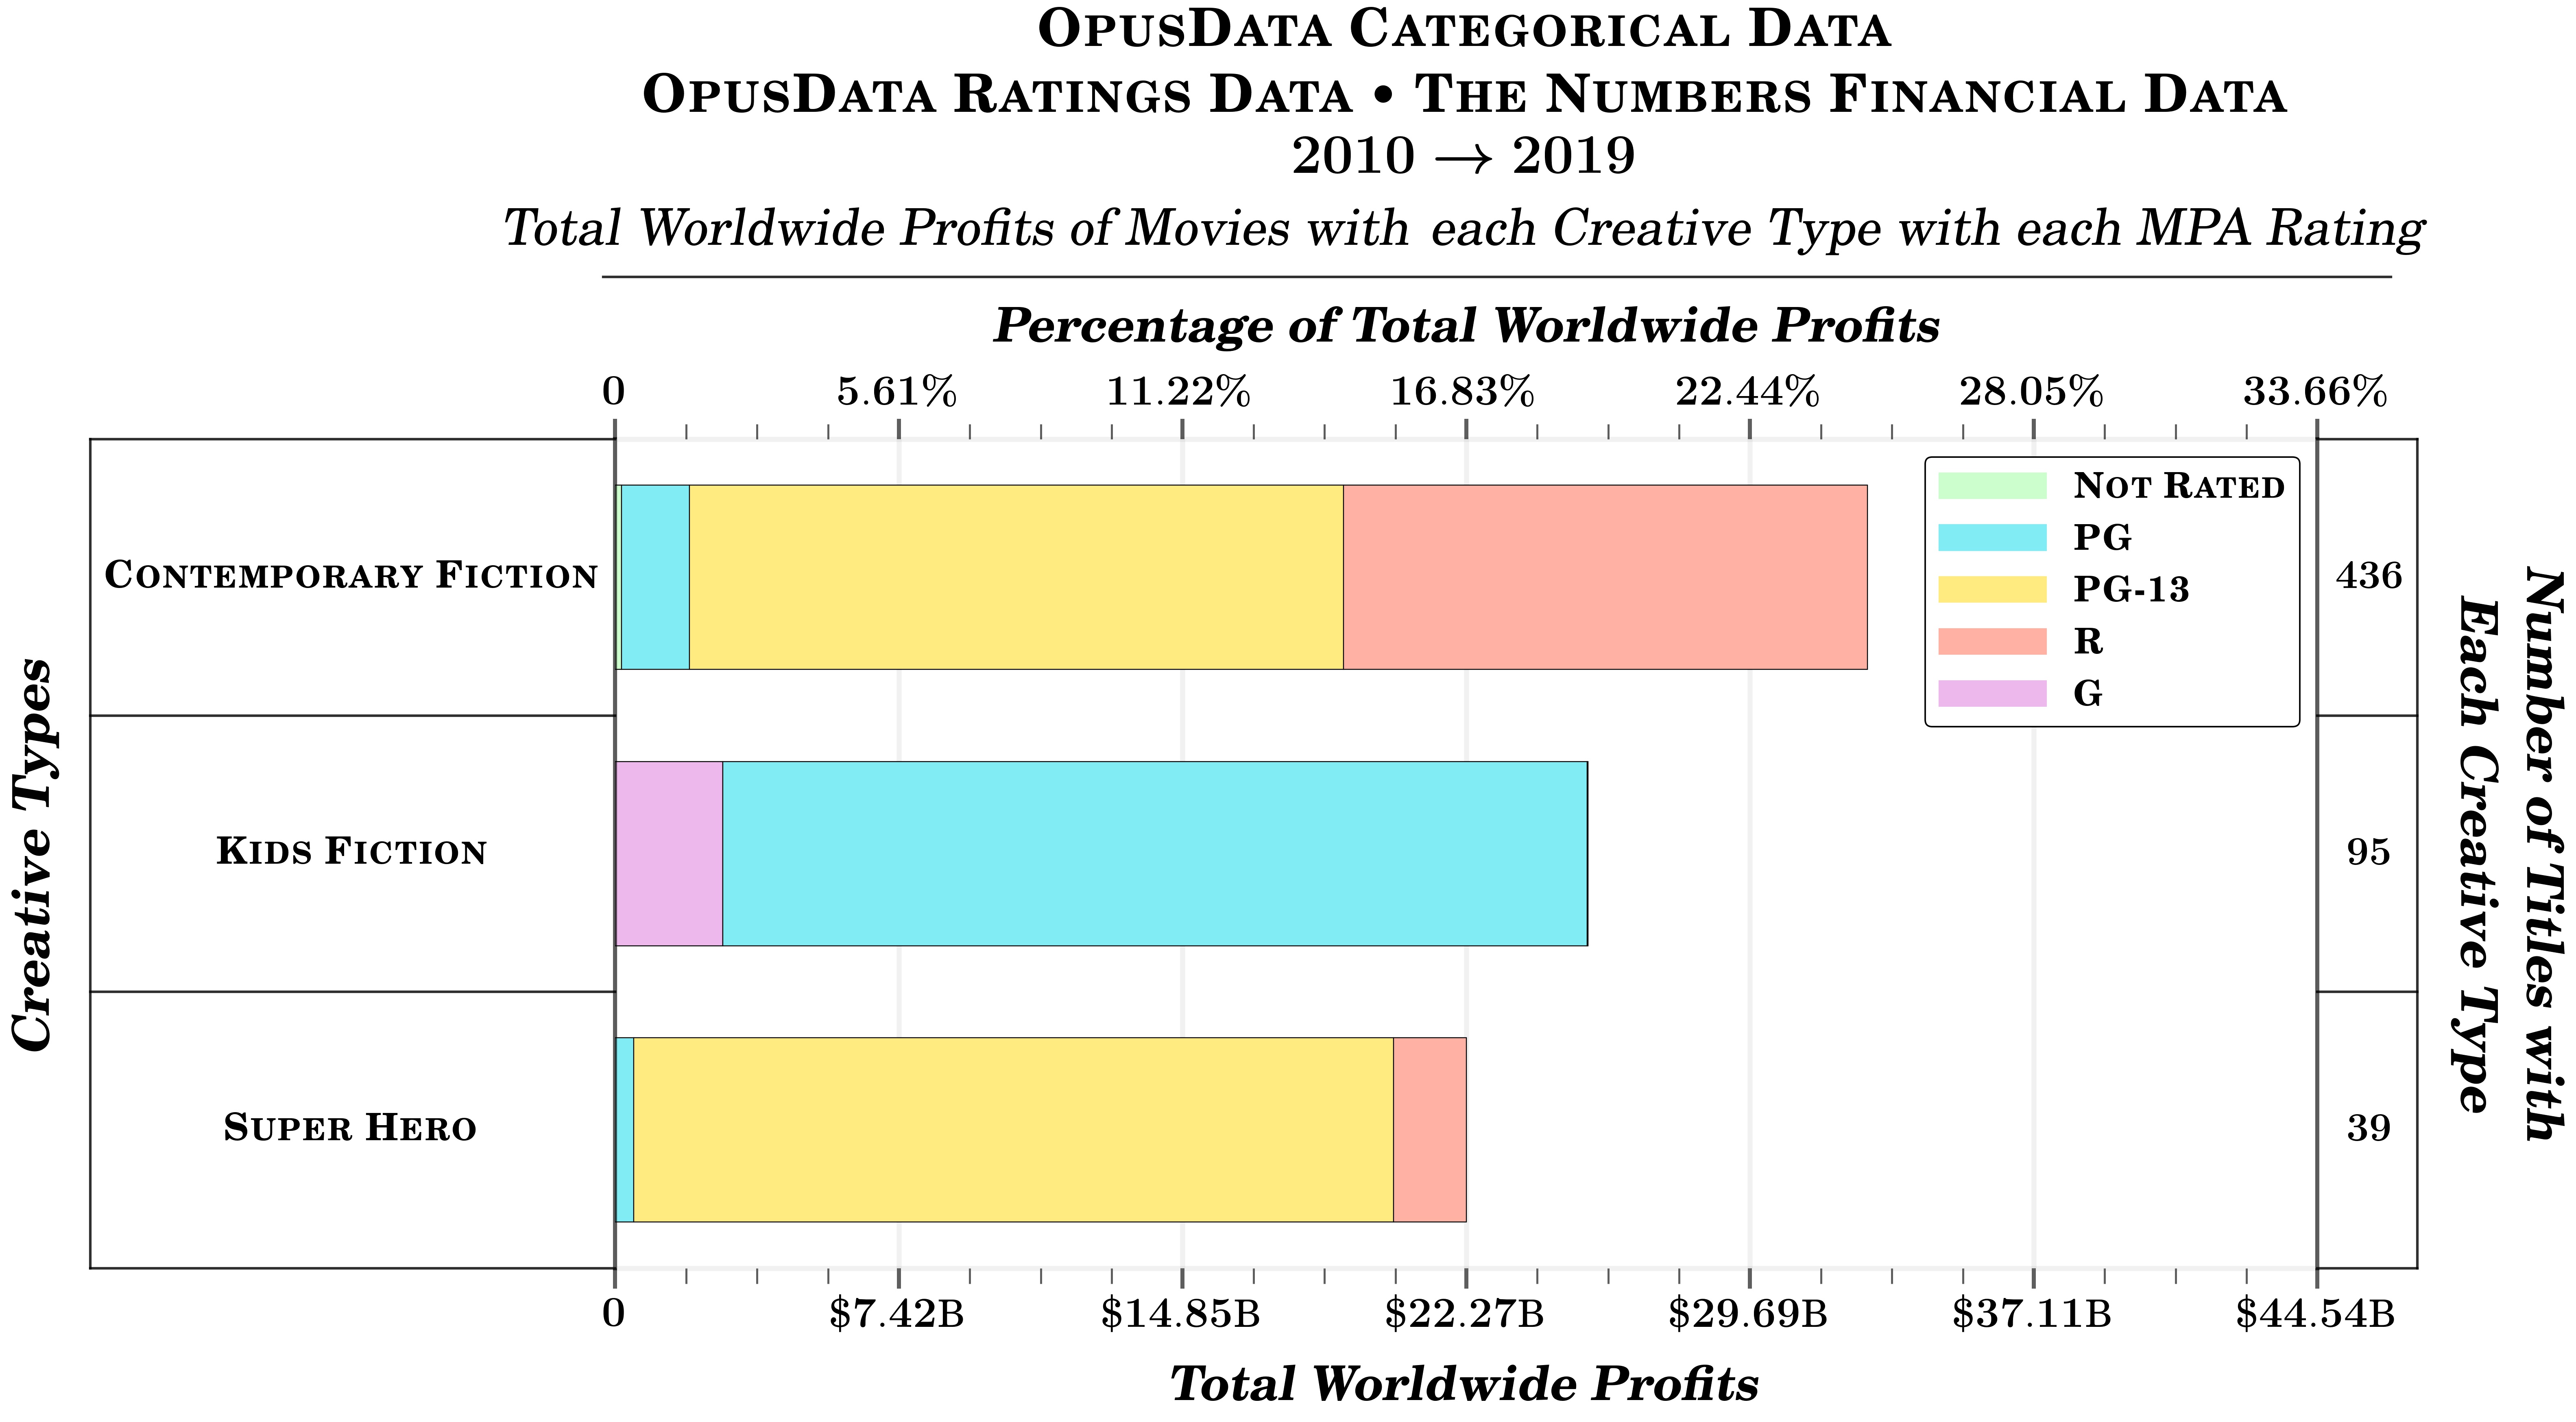 OpusData Categorical Data
OpusData Ratings Data • The Numbers Financial Data
2010 → 2019
Total Worldwide Profits of Movies with each Creative Type with each MPA Rating
Percentage of Total Worldwide Profits
0 5.61% 11.22% 16.83% 22.44% 28.05% 33.66%
Not Rated
PG
PG-13
R
G
Creative Types
Contemporary Fiction
436
Kids Fiction
95
Super Hero
39
Number of Titles with
Each Creative Type
0 $7.42B $14.85B $22.27B $29.69B $37.11B $44.54B
Total Worldwide Profits